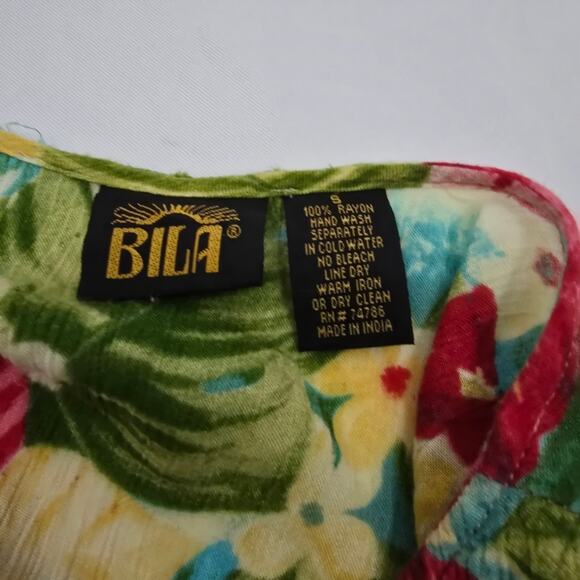 BILA®
S
100% RAYON
HAND WASH
SEPARATELY
IN COLD WATER
NO BLEACH
LINE DRY
WARM IRON
OR DRY CLEAN
RN# 74786
MADE IN INDIA